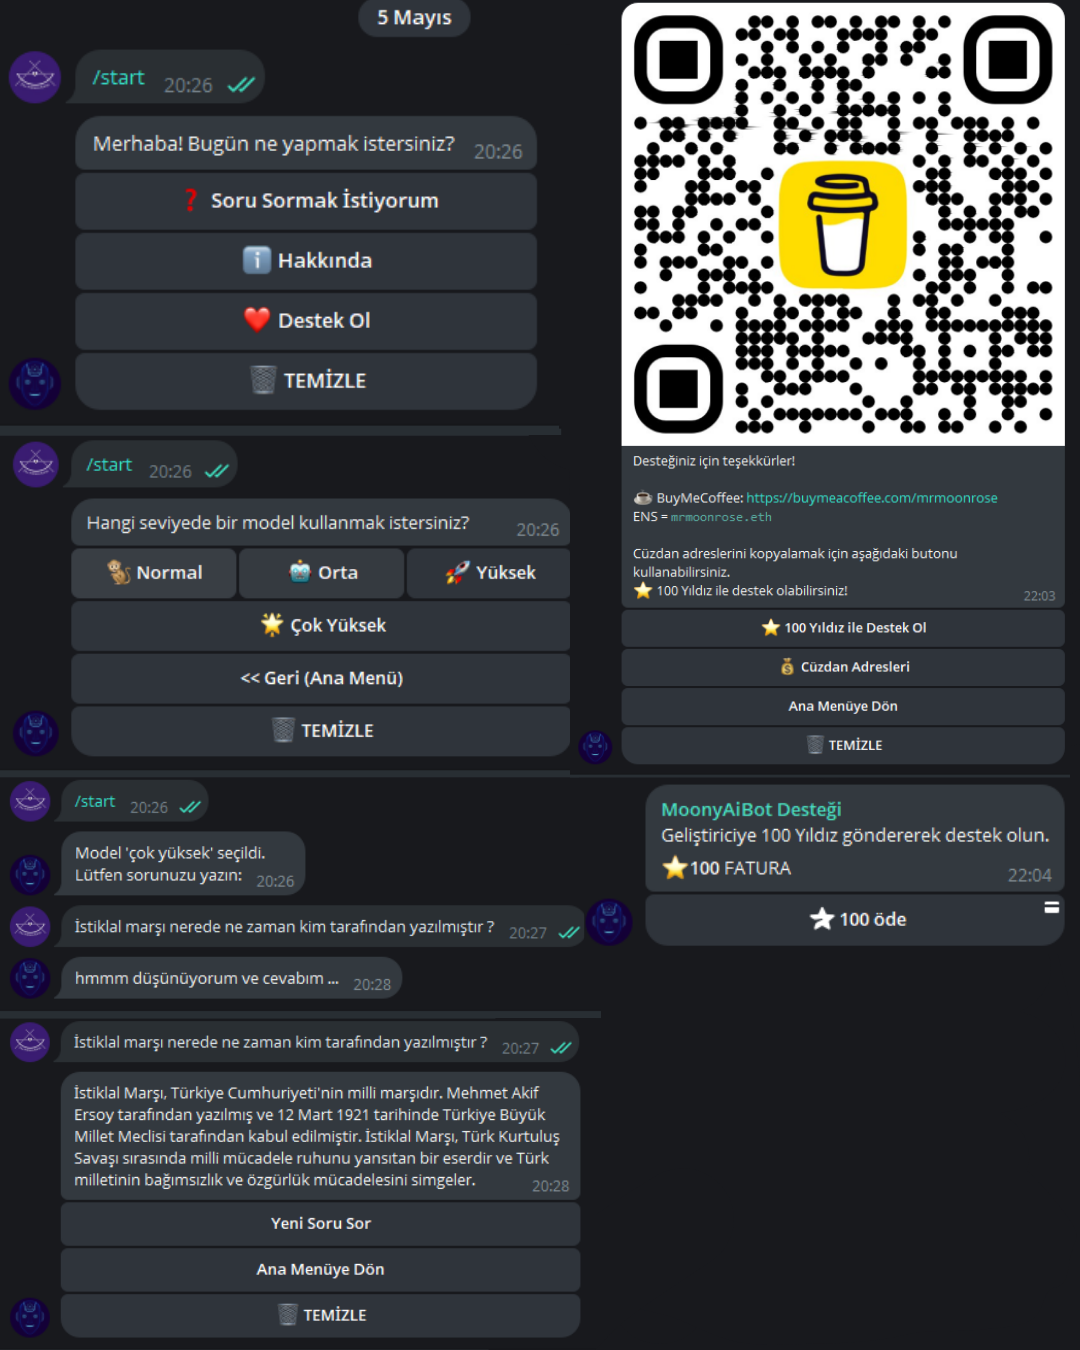 5 Mayıs
/start 20:26
Merhaba! Bugün ne yapmak istersiniz? 20:26
❓ Soru Sormak İstiyorum
ℹ️ Hakkında
❤️ Destek Ol
🗑️ TEMİZLE
/start 20:26
Hangi seviyede bir model kullanmak istersiniz? 20:26
🐒 Normal
🤖 Orta
🚀 Yüksek
🌟 Çok Yüksek
<< Geri (Ana Menü)
🗑️ TEMİZLE
/start 20:26
Model 'çok yüksek' seçildi.
Lütfen sorunuzu yazın: 20:26
İstiklal marşı nerede ne zaman kim tarafından yazılmıştır ? 20:27
hmmm düşünüyorum ve cevabım ... 20:28
İstiklal marşı nerede ne zaman kim tarafından yazılmıştır ? 20:27
İstiklal Marşı, Türkiye Cumhuriyeti'nin milli marşıdır. Mehmet Akif
Ersoy tarafından yazılmış ve 12 Mart 1921 tarihinde Türkiye Büyük
Millet Meclisi tarafından kabul edilmiştir. İstiklal Marşı, Türk Kurtuluş
Savaşı sırasında milli mücadele ruhunu yansıtan bir eserdir ve Türk
milletinin bağımsızlık ve özgürlük mücadelesini simgeler. 20:28
Yeni Soru Sor
Ana Menüye Dön
🗑️ TEMİZLE
Desteğiniz için teşekkürler!
☕ BuyMeCoffee: https://buymeacoffee.com/mrmoonrose
ENS = mrmoonrose.eth
Cüzdan adreslerini kopyalamak için aşağıdaki butonu
kullanabilirsiniz.
⭐ 100 Yıldız ile destek olabilirsiniz! 22:03
⭐ 100 Yıldız ile Destek Ol
💰 Cüzdan Adresleri
Ana Menüye Dön
🗑️ TEMİZLE
MoonyAiBot Desteği
Geliştiriciye 100 Yıldız göndererek destek olun.
⭐100 FATURA 22:04
⭐ 100 öde